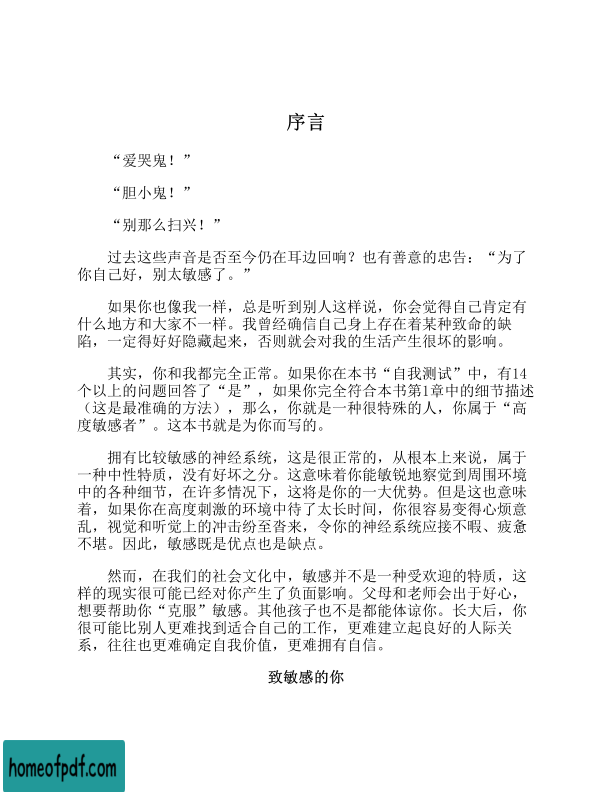 序言
“爱哭鬼！”
“胆小鬼！”
“别那么扫兴！”
过去这些声音是否至今仍在耳边回响？也有善意的忠告：“为了
你自己好，别太敏感了。”
如果你也像我一样，总是听到别人这样说，你会觉得自己肯定有
什么地方和大家不一样。我曾经确信自己身上存在着某种致命的缺
陷，一定得好好隐藏起来，否则就会对我的生活产生很坏的影响。
其实，你和我都完全正常。如果你在本书“自我测试”中，有14
个以上的问题回答了“是”，如果你完全符合本书第1章中的细节描述
（这是最准确的方法），那么，你就是一种很特殊的人，你属于“高
度敏感者”。这本书就是为你而写的。
拥有比较敏感的神经系统，这是很正常的，从根本上来说，属于
一种中性特质，没有好坏之分。这意味着你能敏锐地察觉到周围环境
中的各种细节，在许多情况下，这将是你的一大优势。但是这也意味
着，如果你在高度刺激的环境中待了太长时间，你很容易变得心烦意
乱，视觉和听觉上的冲击纷至沓来，令你的神经系统应接不暇、疲惫
不堪。因此，敏感既是优点也是缺点。
然而，在我们的社会文化中，敏感并不是一种受欢迎的特质，这
样的现实很可能已经对你产生了负面影响。父母和老师会出于好心，
想要帮助你“克服”敏感。其他孩子也不是都能体谅你。长大后，你
很可能比别人更难找到适合自己的工作，更难建立起良好的人际关
系，往往也更难确定自我价值，更难拥有自信。
致敏感的你
homeofpdf.com